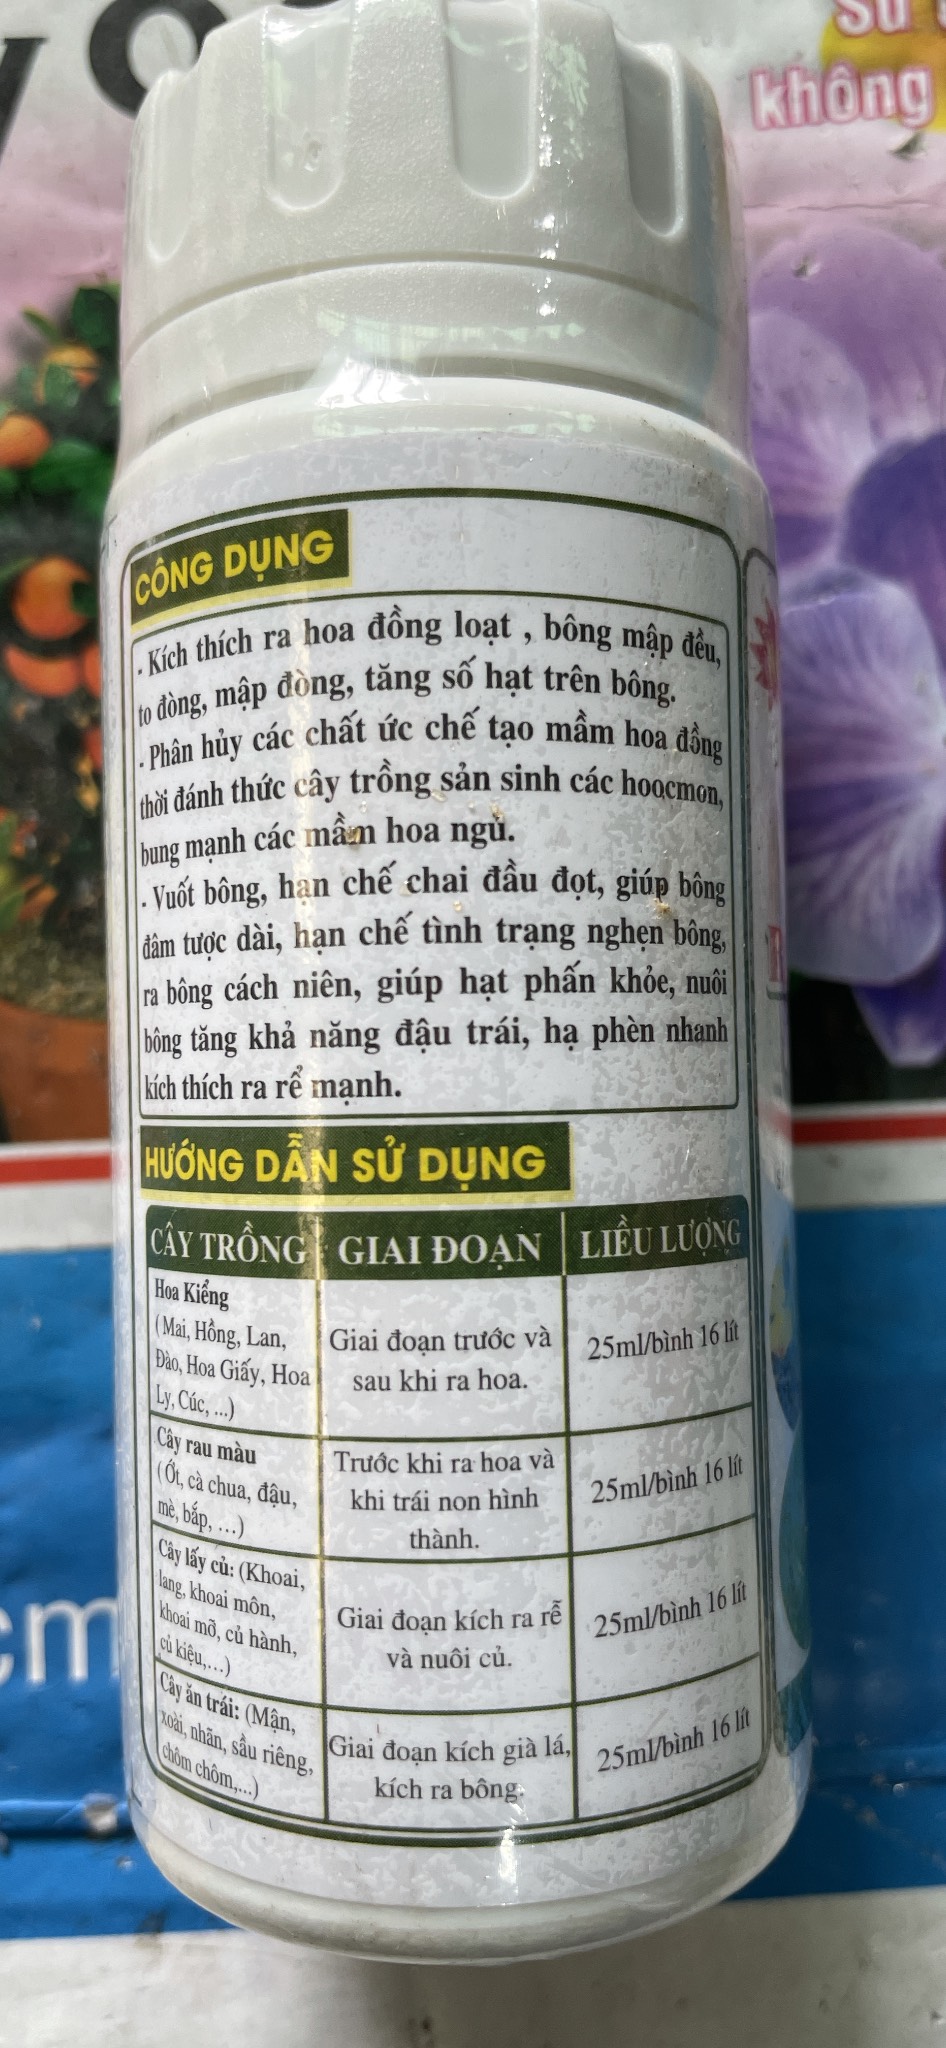 Sử
không
CÔNG DỤNG
- Kích thích ra hoa đồng loạt , bông mập đều,
to đòng, mập đòng, tăng số hạt trên bông.
- Phân hủy các chất ức chế tạo mầm hoa đồng
thời đánh thức cây trồng sản sinh các hoocmon,
bung mạnh các mầm hoa ngủ.
- Vuốt bông, hạn chế chai đầu đọt, giúp bông
đâm tược dài, hạn chế tình trạng nghẹn bông,
ra bông cách niên, giúp hạt phấn khỏe, nuôi
bông tăng khả năng đậu trái, hạ phèn nhanh
kích thích ra rể mạnh.
HƯỚNG DẪN SỬ DỤNG
CÂY TRỒNG GIAI ĐOẠN LIỀU LƯỢNG
Hoa Kiểng
(Mai, Hồng, Lan,
Đào, Hoa Giấy, Hoa
Ly, Cúc, ...)
Giai đoạn trước và
sau khi ra hoa.
25ml/bình 16 lít
Cây rau màu
(Ớt, cà chua, đậu,
mè, bắp, ...)
Trước khi ra hoa và
khi trái non hình
thành.
25ml/bình 16 lít
Cây lấy củ: (Khoai,
lang, khoai môn,
khoai mỡ, củ hành,
củ kiệu,...)
Giai đoạn kích ra rễ
và nuôi củ.
25ml/bình 16 lít
Cây ăn trái: (Mận,
xoài, nhãn, sầu riêng,
chôm chôm,...)
Giai đoạn kích già lá,
kích ra bông.
25ml/bình 16 lít
cm